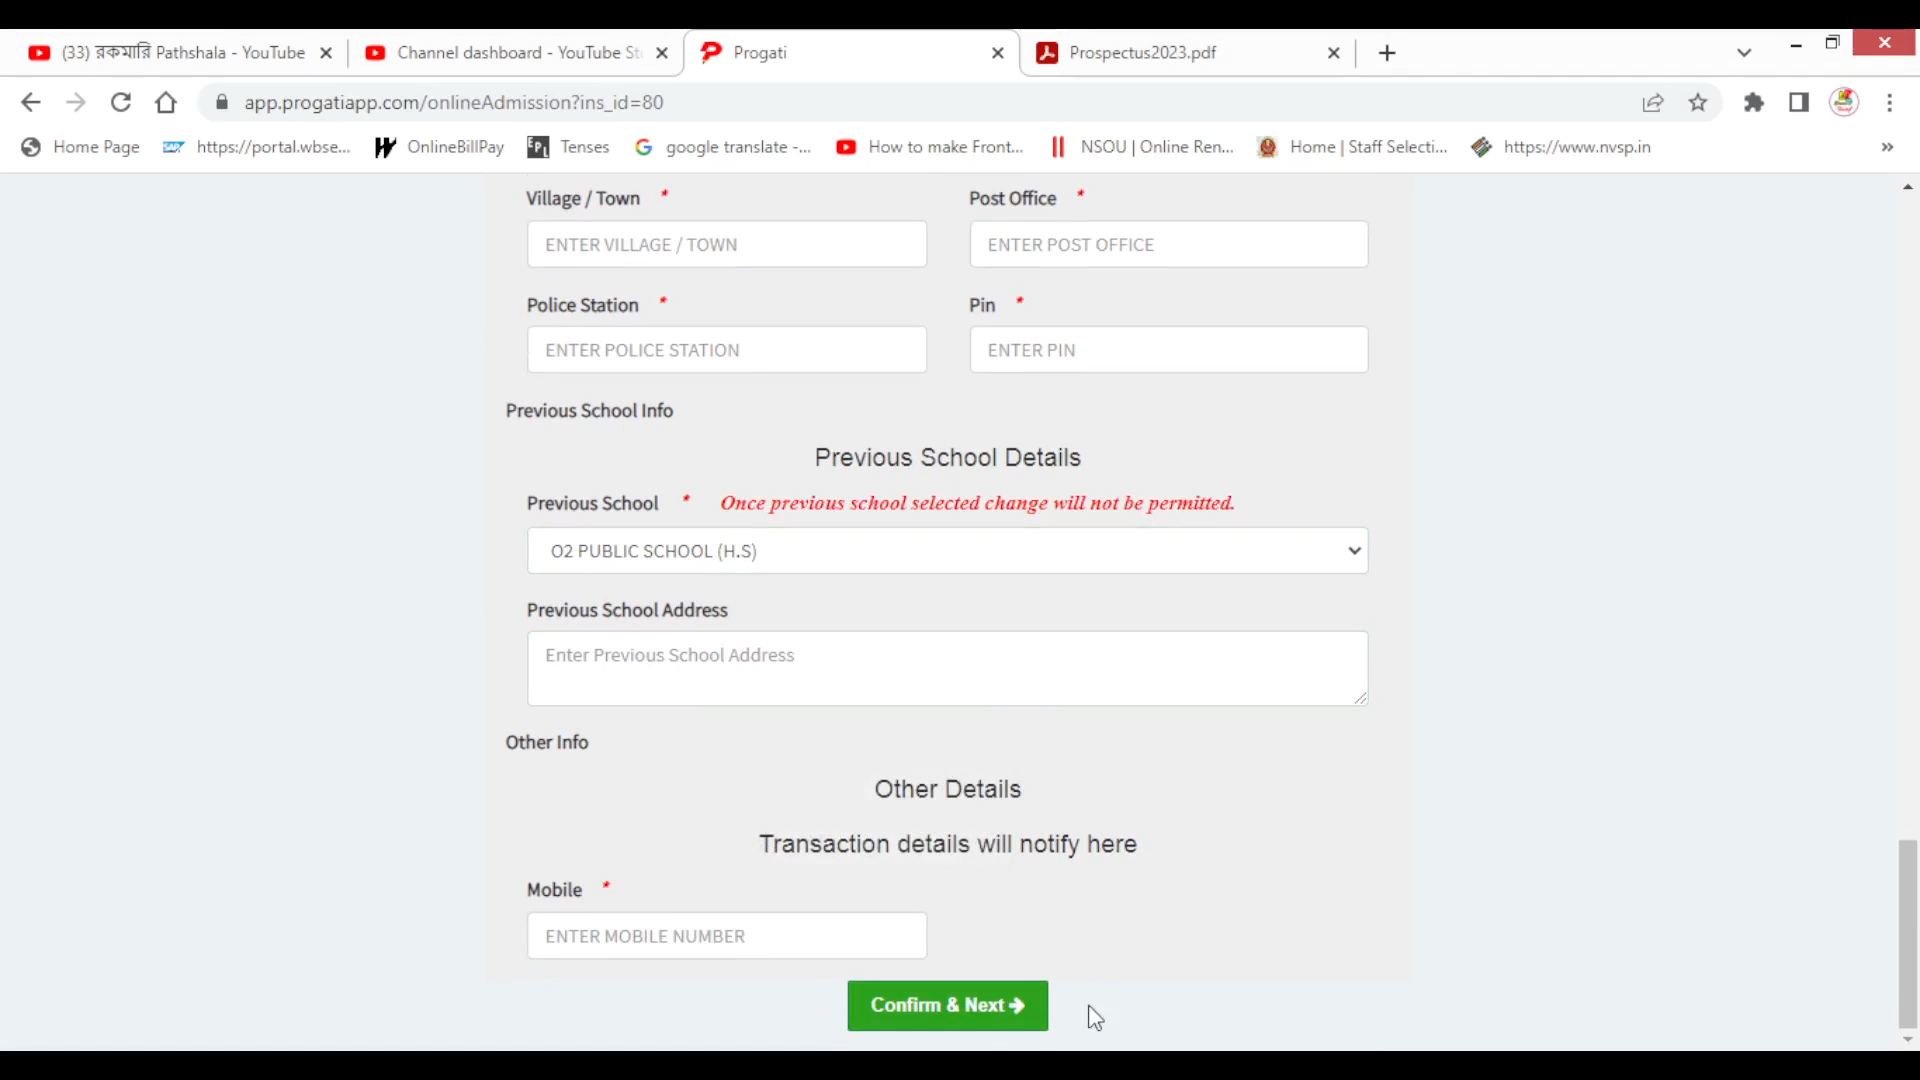 (33) রকমারি Pathshala - YouTube
Channel dashboard - YouTube St
Progati
Prospectus2023.pdf
app.progatiapp.com/onlineAdmission?ins_id=80
Home Page
https://portal.wbse...
OnlineBillPay
EPL
Tenses
google translate -...
How to make Front...
NSOU | Online Ren...
Home | Staff Selecti...
https://www.nvsp.in
»
Village / Town *
Post Office *
ENTER VILLAGE / TOWN
ENTER POST OFFICE
Police Station *
Pin *
ENTER POLICE STATION
ENTER PIN
Previous School Info
Previous School Details
Previous School * Once previous school selected change will not be permitted.
O2 PUBLIC SCHOOL (H.S)
Previous School Address
Enter Previous School Address
Other Info
Other Details
Transaction details will notify here
Mobile *
ENTER MOBILE NUMBER
Confirm & Next